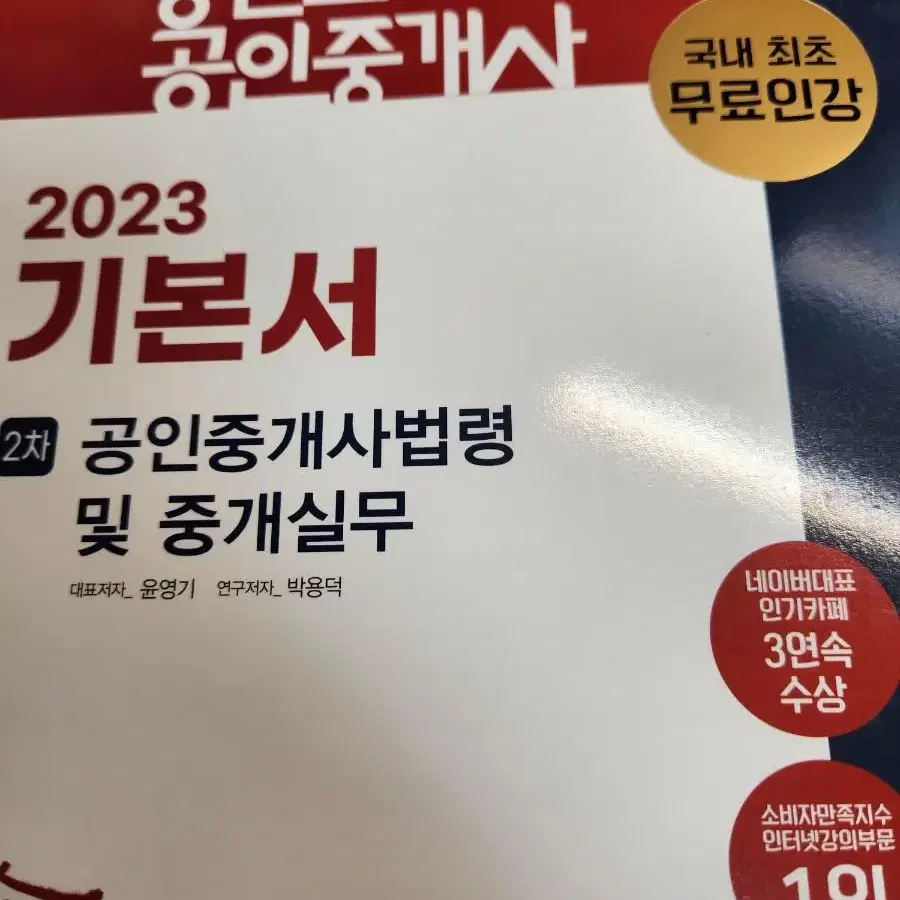 공인중개사
국내 최초
무료인강
2023
기본서
2차 공인중개사법령
및 중개실무
대표저자_ 윤영기 연구저자_ 박용덕
네이버대표
인기카페
3연속
수상
소비자만족지수
인터넷강의부문
1위